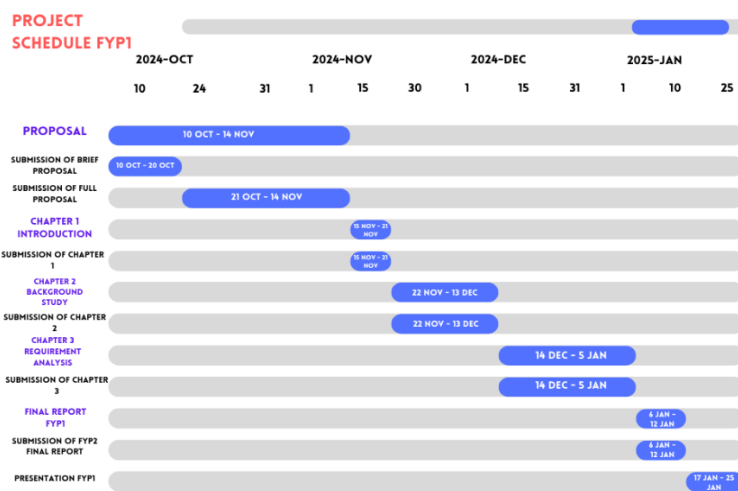 PROJECT
SCHEDULE FYP1
2024-OCT 2024-NOV 2024-DEC 2025-JAN
10 24 31 1 15 30 1 15 31 1 10 25
PROPOSAL
10 OCT - 14 NOV
SUBMISSION OF BRIEF
PROPOSAL
10 OCT - 20 OCT
SUBMISSION OF FULL
PROPOSAL
21 OCT - 14 NOV
CHAPTER 1
INTRODUCTION
15 NOV - 21
NOV
SUBMISSION OF CHAPTER
1
15 NOV - 21
NOV
CHAPTER 2
BACKGROUND
STUDY
22 NOV - 13 DEC
SUBMISSION OF CHAPTER
2
22 NOV - 13 DEC
CHAPTER 3
REQUIREMENT
ANALYSIS
14 DEC - 5 JAN
SUBMISSION OF CHAPTER
3
14 DEC - 5 JAN
FINAL REPORT
FYP1
6 JAN -
12 JAN
SUBMISSION OF FYP2
FINAL REPORT
6 JAN -
12 JAN
PRESENTATION FYP1
17 JAN - 25
JAN